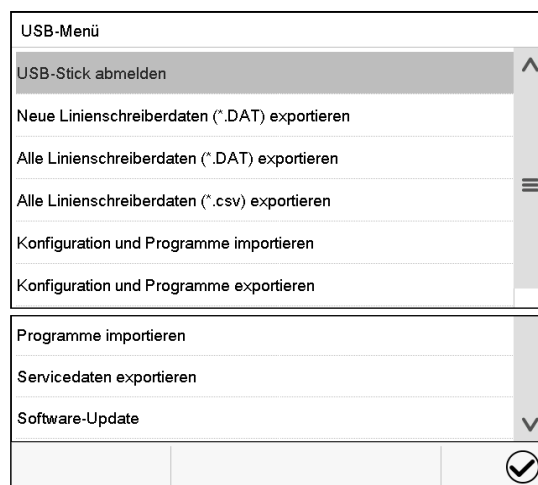 USB-Menü
USB-Stick abmelden
Neue Linienschreiberdaten (*.DAT) exportieren
Alle Linienschreiberdaten (*.DAT) exportieren
Alle Linienschreiberdaten (*.csv) exportieren
Konfiguration und Programme importieren
Konfiguration und Programme exportieren
Programme importieren
Servicedaten exportieren
Software-Update